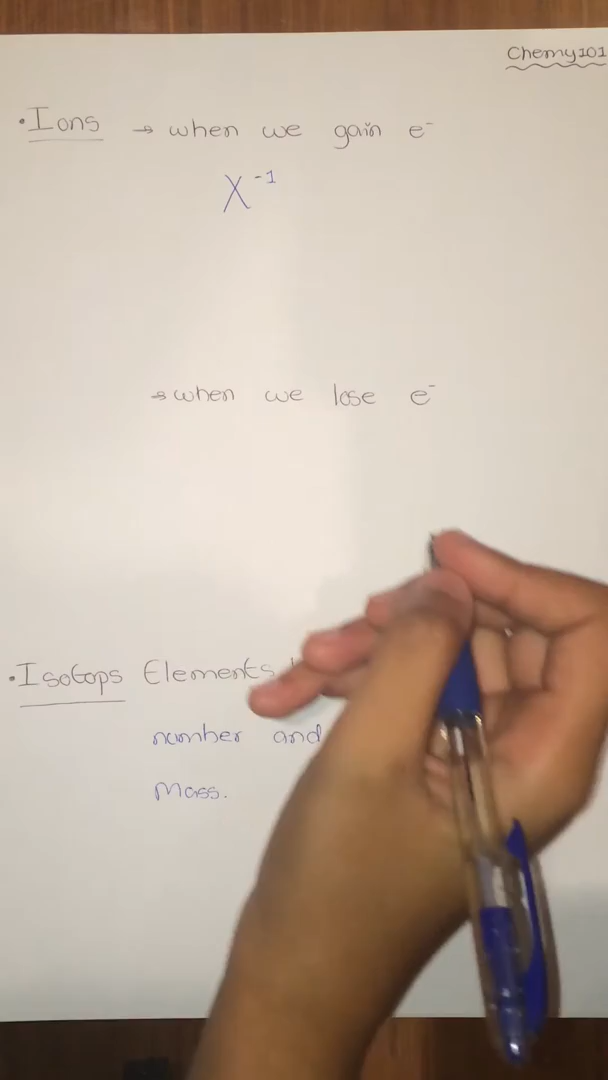 Chemy101
• Ions → when we gain e⁻
X⁻¹
→ when we lose e⁻
• Isotops Elements
number and
Mass.